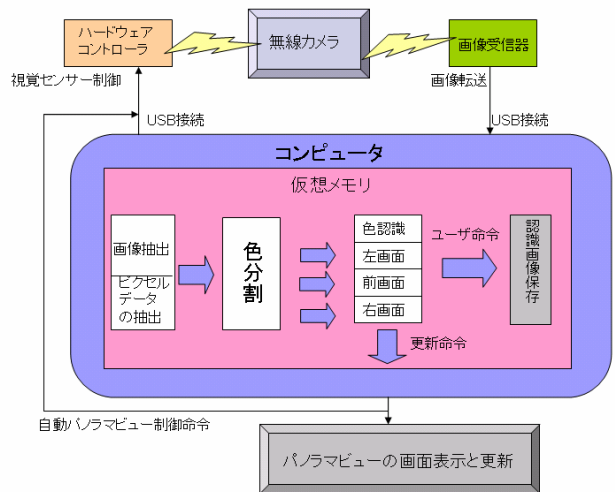 ハードウェア
コントローラ
無線カメラ
画像受信器
視覚センサー制御
画像転送
USB接続
USB接続
コンピュータ
仮想メモリ
画像抽出
ピクセル
データ
の抽出
色分割
色認識
左画面
前画面
右画面
ユーザ命令
認識画像保存
更新命令
自動パノラマビュー制御命令
パノラマビューの画面表示と更新